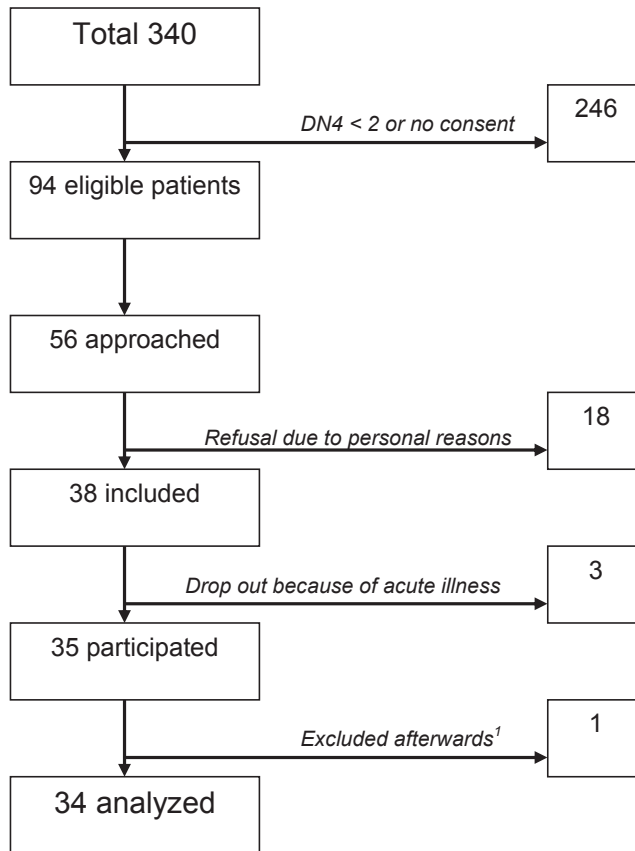 Total 340
DN4 < 2 or no consent
246
94 eligible patients
56 approached
Refusal due to personal reasons
18
38 included
Drop out because of acute illness
3
35 participated
Excluded afterwards¹
1
34 analyzed